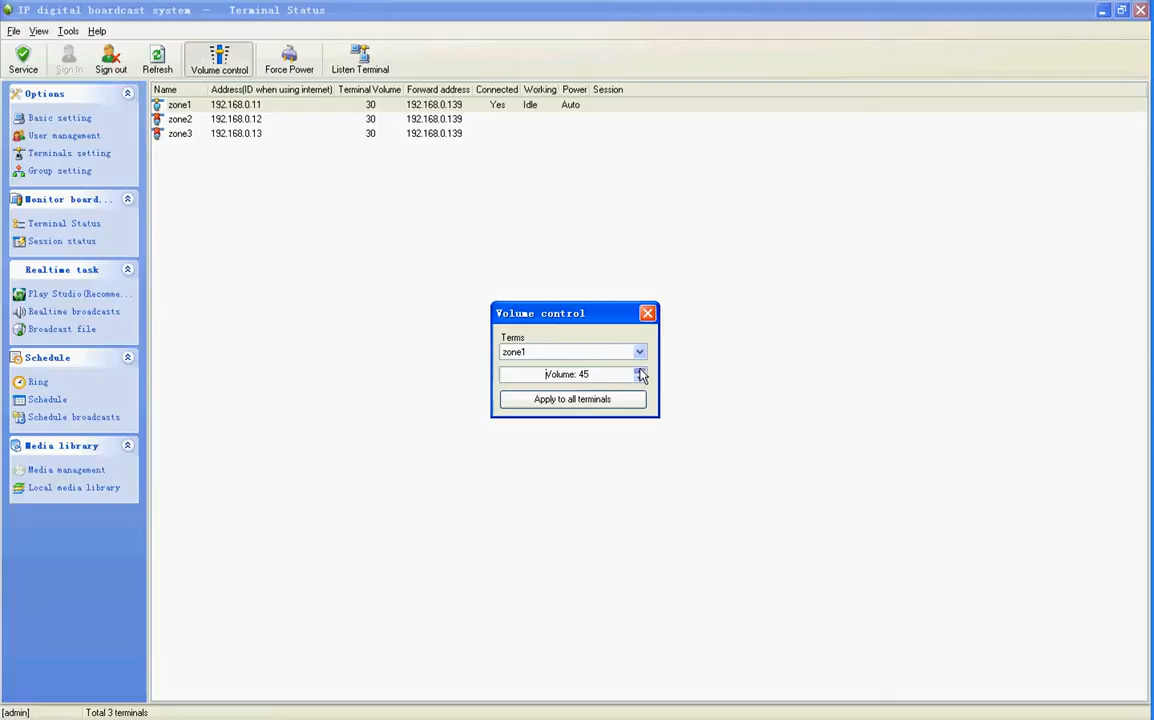 IP digital boardcast system - Terminal Status
File View Tools Help
Service Sign In Sign out Refresh Volume control Force Power Listen Terminal
Options
Basic setting
User management
Terminals setting
Group setting
Monitor board...
Terminal Status
Session status
Realtime task
Play Studio(Recomme...
Realtime broadcasts
Broadcast file
Schedule
Ring
Schedule
Schedule broadcasts
Media library
Media management
Local media library
Name Address(ID when using internet) Terminal Volume Forward address Connected Working Power Session
zone1 192.168.0.11 30 192.168.0.139 Yes Idle Auto
zone2 192.168.0.12 30 192.168.0.139
zone3 192.168.0.13 30 192.168.0.139
Volume control
Terms
zone1
Volume: 45
Apply to all terminals
[admin] Total 3 terminals